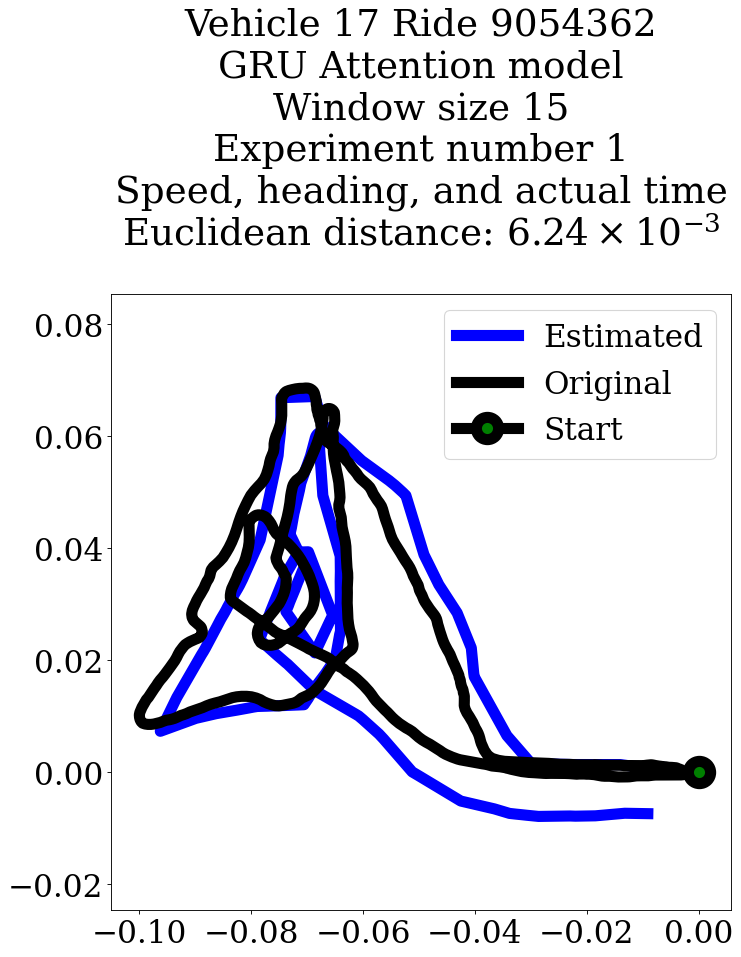 Vehicle 17 Ride 9054362
GRU Attention model
Window size 15
Experiment number 1
Speed, heading, and actual time
Euclidean distance: 6.24 × 10⁻³
Estimated
Original
Start
0.08
0.06
0.04
0.02
0.00
−0.02
−0.10 −0.08 −0.06 −0.04 −0.02 0.00